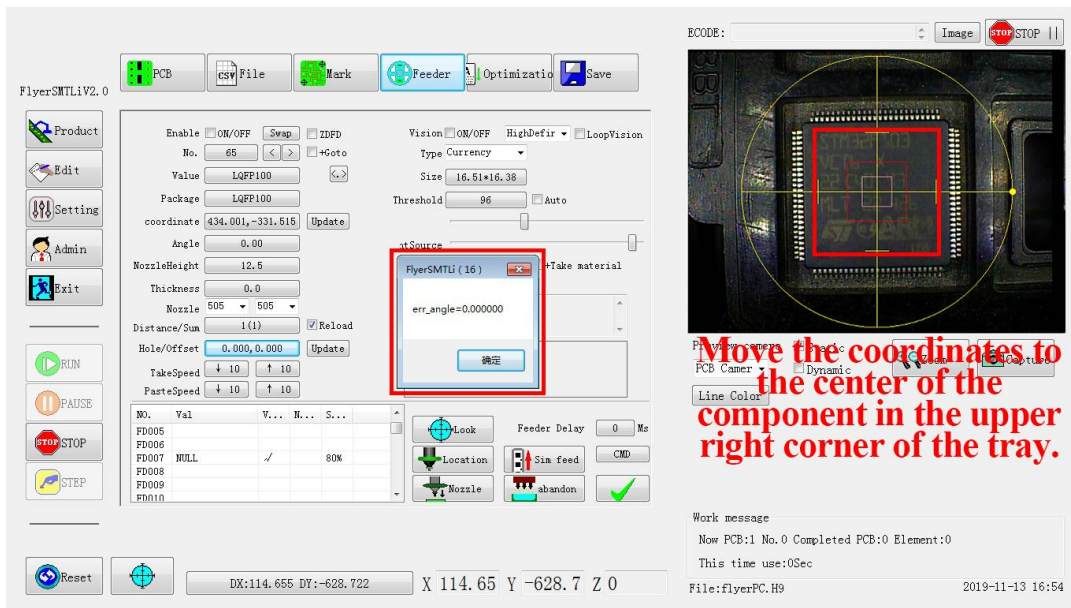 ECODE:
Image
STOP STOP ||
PCB
CSV File
Mark
Feeder
Optimizatio
Save
FlyerSMTLiV2.0
Product
Edit
Setting
Admin
Exit
RUN
PAUSE
STOP STOP
STEP
Reset
Enable ON/OFF Swap ZDFD
No. 65 < > +Goto
Value LQFP100 <.>
Package LQFP100
coordinate 434.001,-331.515 Update
Angle 0.00
NozzleHeight 12.5
Thickness 0.0
Nozzle 505 505
Distance/Sum 1(1) Reload
Hole/Offset 0.000,0.000 Update
TakeSpeed ↓ 10 ↑ 10
PasteSpeed ↓ 10 ↑ 10
Vision ON/OFF HighDefir LoopVision
Type Currency
Size 16.51*16.38
Threshold 96 Auto
ntSource
+Take material
FlyerSMTLi ( 16 )
err_angle=0.000000
确定
NO. Val V... N... S...
FD005
FD006
FD007 NULL √ 80%
FD008
FD009
FD010
Look
Feeder Delay 0 Ms
Location
Sim feed
CMD
Nozzle
abandon
Move the coordinates to
the center of the
component in the upper
right corner of the tray.
PCB Camer
Dynamic
Line Color
Work message
Now PCB:1 No.0 Completed PCB:0 Element:0
This time use:0Sec
DX:114.655 DY:-628.722
X 114.65 Y -628.7 Z 0
File:flyerPC.H9
2019-11-13 16:54